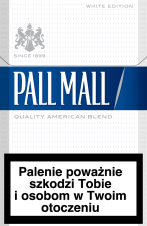 WHITE EDITION
SINCE 1899
PALL MALL
QUALITY AMERICAN BLEND
Palenie poważnie
szkodzi Tobie
i osobom w Twoim
otoczeniu